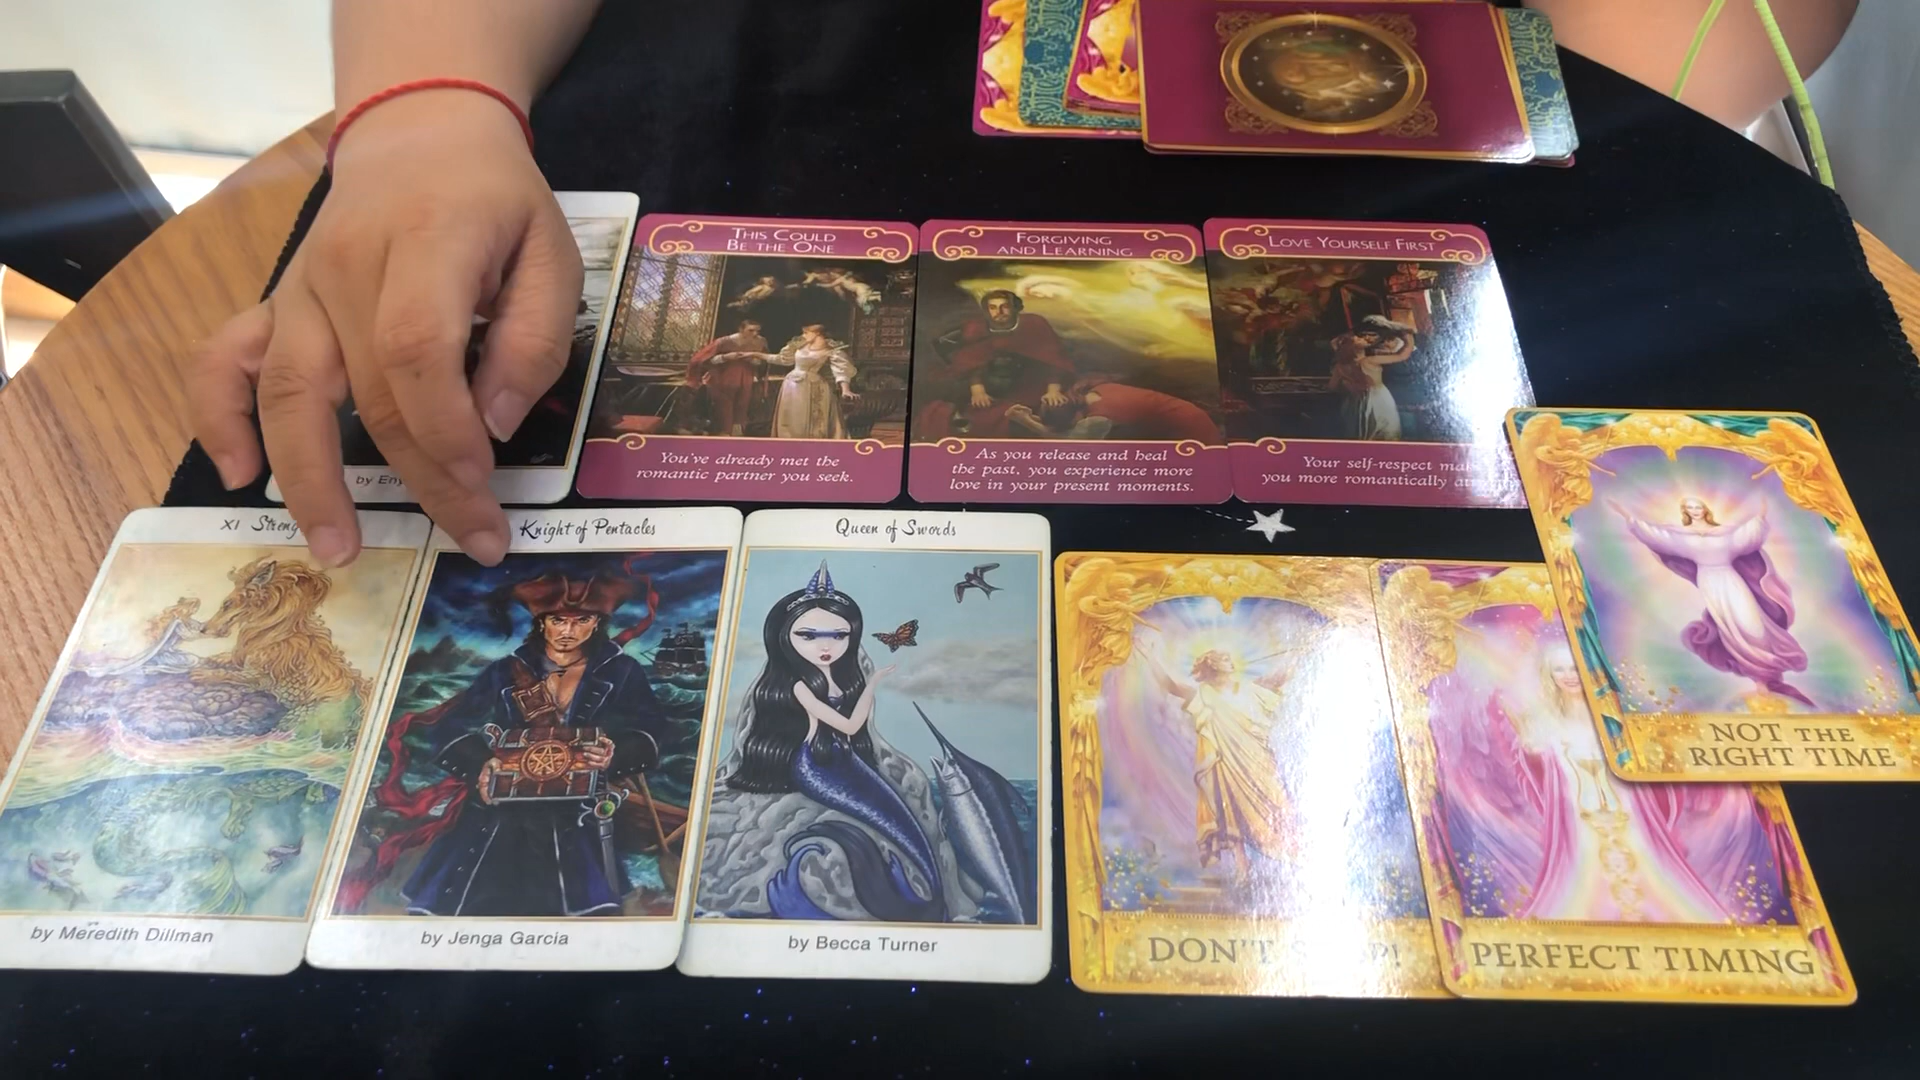 THIS COULD
BE THE ONE
You've already met the
romantic partner you seek.
FORGIVING
AND LEARNING
As you release and heal
the past, you experience more
love in your present moments.
LOVE YOURSELF FIRST
Your self-respect
you more romantically
by
XI
Knight of Pentacles
Queen of Swords
by Meredith Dillman
by Jenga Garcia
by Becca Turner
DON'T
PERFECT TIMING
NOT THE
RIGHT TIME